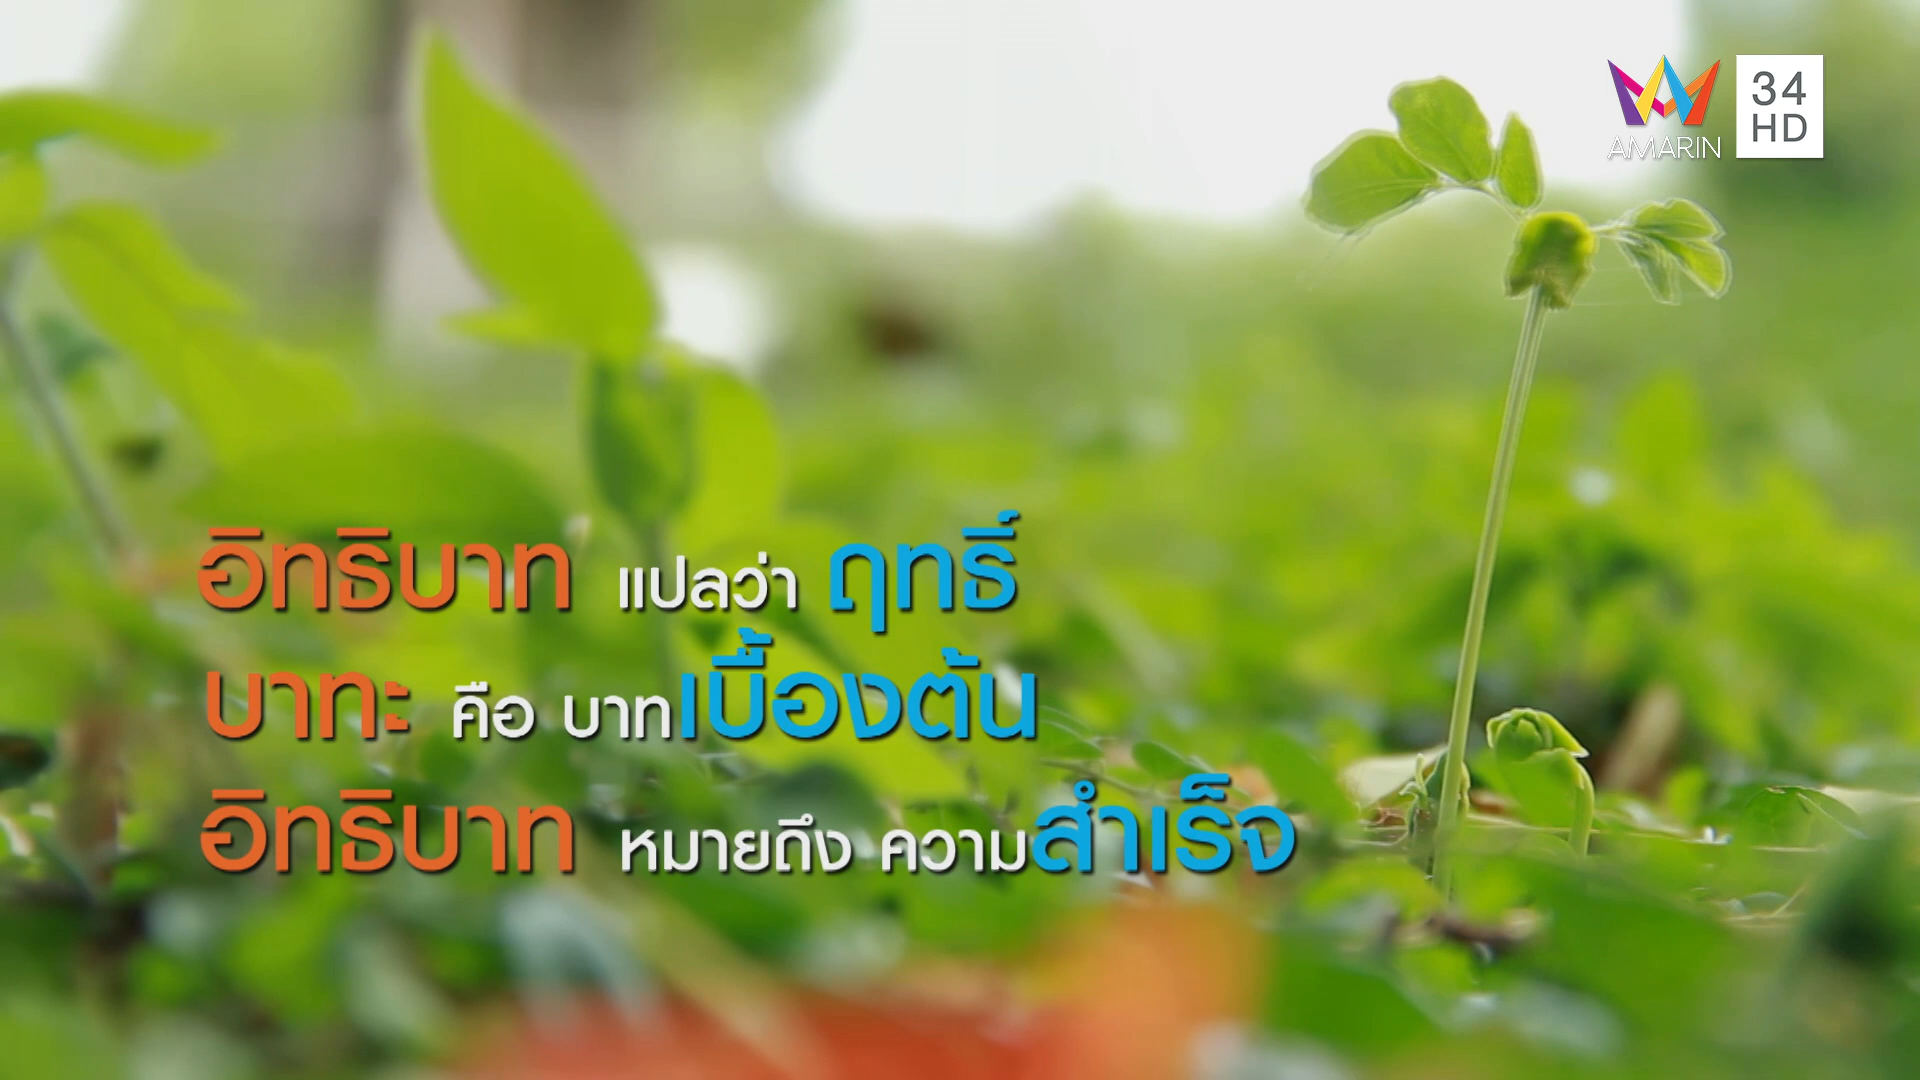 AMARIN
34
HD
อิทธิบาท แปลว่า ฤทธิ์
บาทะ คือ บาทเบื้องต้น
อิทธิบาท หมายถึง ความสำเร็จ